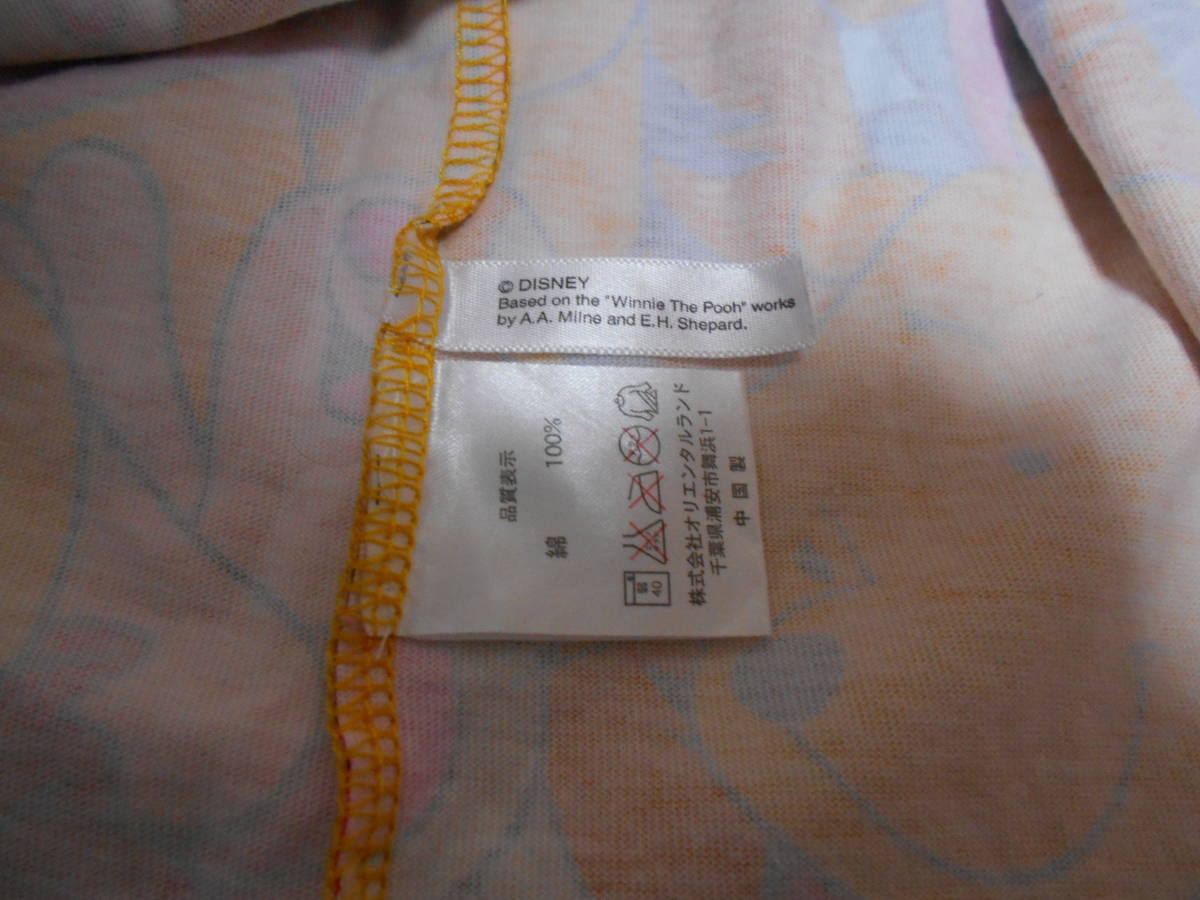 © DISNEY
Based on the "Winnie The Pooh" works
by A.A. Milne and E.H. Shepard.
品質表示
綿 100%
弱
40
株式会社オリエンタルランド
千葉県浦安市舞浜1-1
中国製